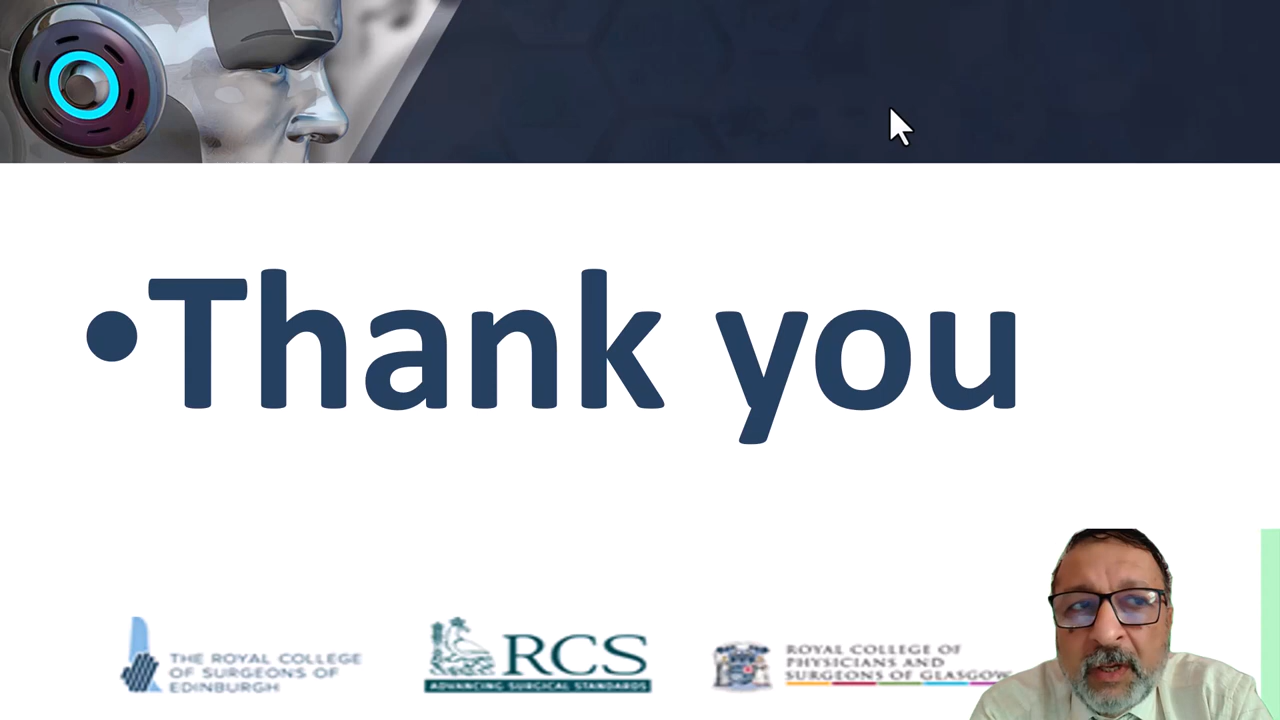 •Thank you
THE ROYAL COLLEGE
OF SURGEONS OF
EDINBURGH
RCS
ADVANCING SURGICAL STANDARDS
ROYAL COLLEGE OF
PHYSICIANS AND
SURGEONS OF GLASGOW